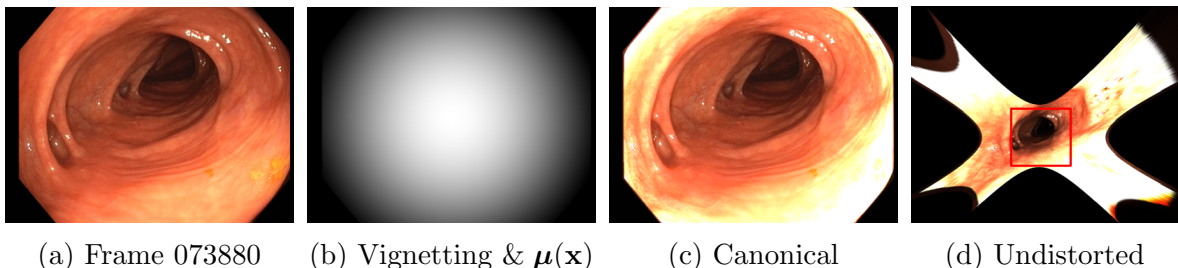 (a) Frame 073880
(b) Vignetting & μ(x)
(c) Canonical
(d) Undistorted